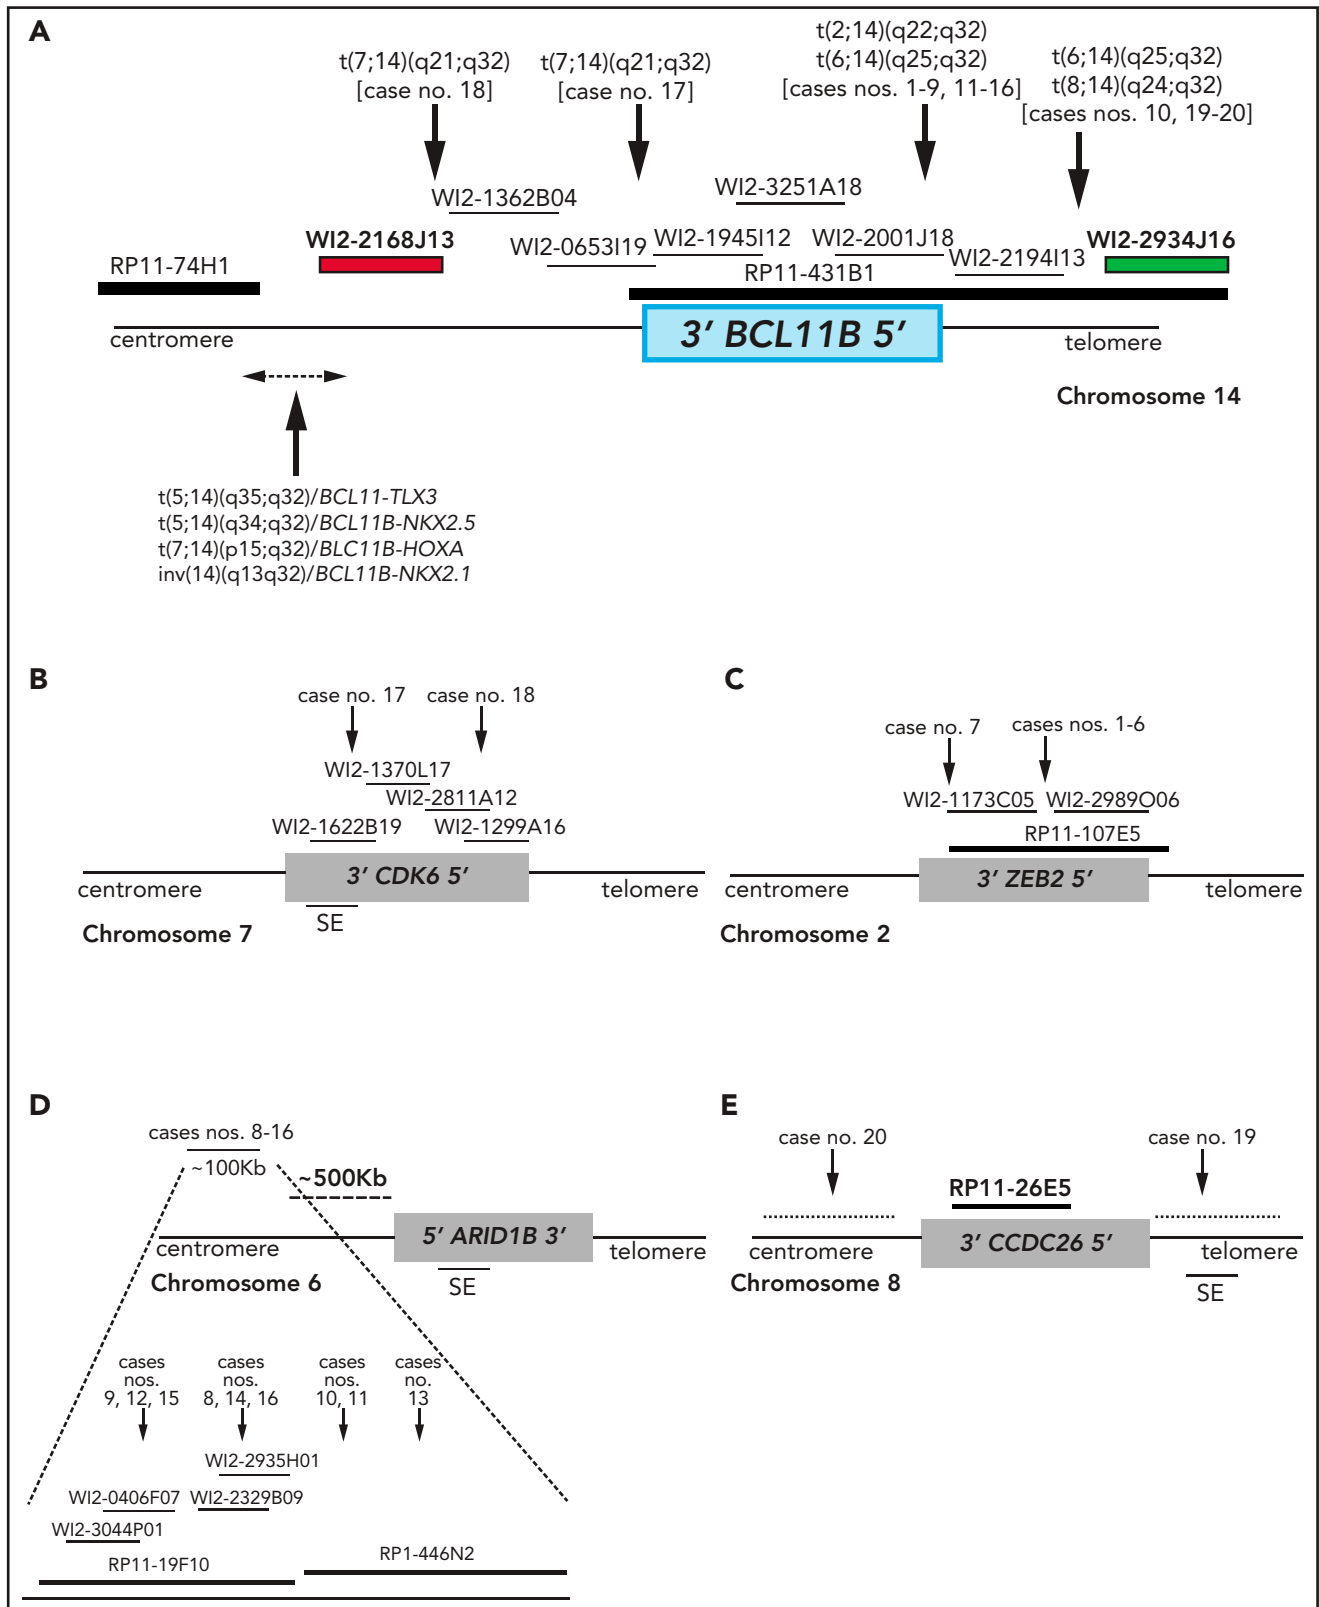 A
t(7;14)(q21;q32)
[case no. 18]
t(7;14)(q21;q32)
[case no. 17]
t(2;14)(q22;q32)
t(6;14)(q25;q32)
[cases nos. 1-9, 11-16]
t(6;14)(q25;q32)
t(8;14)(q24;q32)
[cases nos. 10, 19-20]
WI2-1362B04
WI2-3251A18
WI2-2168J13
WI2-0653I19
WI2-1945I12
WI2-2001J18
WI2-2194I13
WI2-2934J16
RP11-74H1
RP11-431B1
3′ BCL11B 5′
centromere
telomere
Chromosome 14
t(5;14)(q35;q32)/BCL11-TLX3
t(5;14)(q34;q32)/BCL11B-NKX2.5
t(7;14)(p15;q32)/BLC11B-HOXA
inv(14)(q13q32)/BCL11B-NKX2.1
B
case no. 17
case no. 18
WI2-1370L17
WI2-2811A12
WI2-1622B19
WI2-1299A16
3′ CDK6 5′
centromere
telomere
SE
Chromosome 7
C
case no. 7
cases nos. 1-6
WI2-1173C05
WI2-2989O06
RP11-107E5
3′ ZEB2 5′
centromere
telomere
Chromosome 2
D
cases nos. 8-16
~100Kb
~500Kb
5′ ARID1B 3′
centromere
telomere
Chromosome 6
SE
cases
nos.
9, 12, 15
cases
nos.
8, 14, 16
cases
nos.
10, 11
cases
no.
13
WI2-2935H01
WI2-0406F07
WI2-2329B09
WI2-3044P01
RP11-19F10
RP1-446N2
E
case no. 20
case no. 19
RP11-26E5
3′ CCDC26 5′
centromere
telomere
Chromosome 8
SE